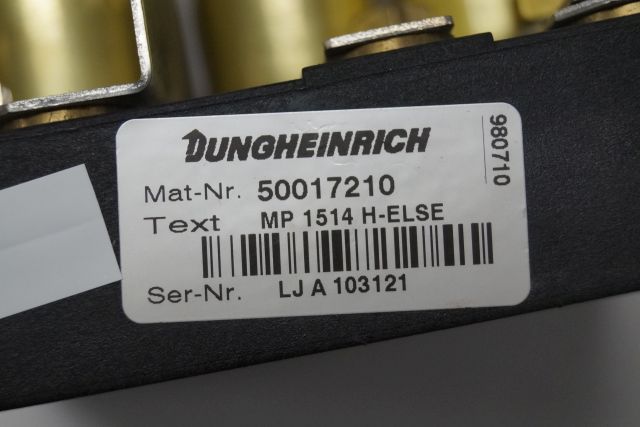 JUNGHEINRICH
980710
Mat-Nr. 50017210
Text MP 1514 H-ELSE
Ser-Nr. LJ A 103121